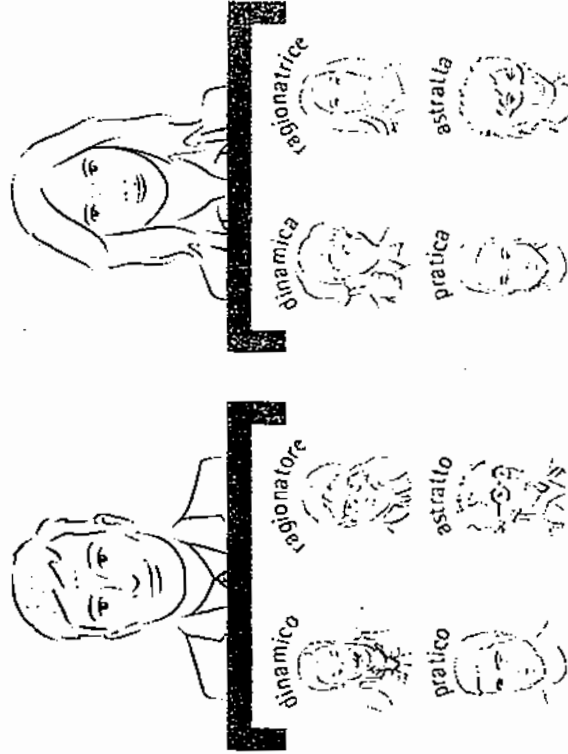 dinamico
ragionatore
pratico
astratto
dinamica
ragionatrice
pratica
astratta